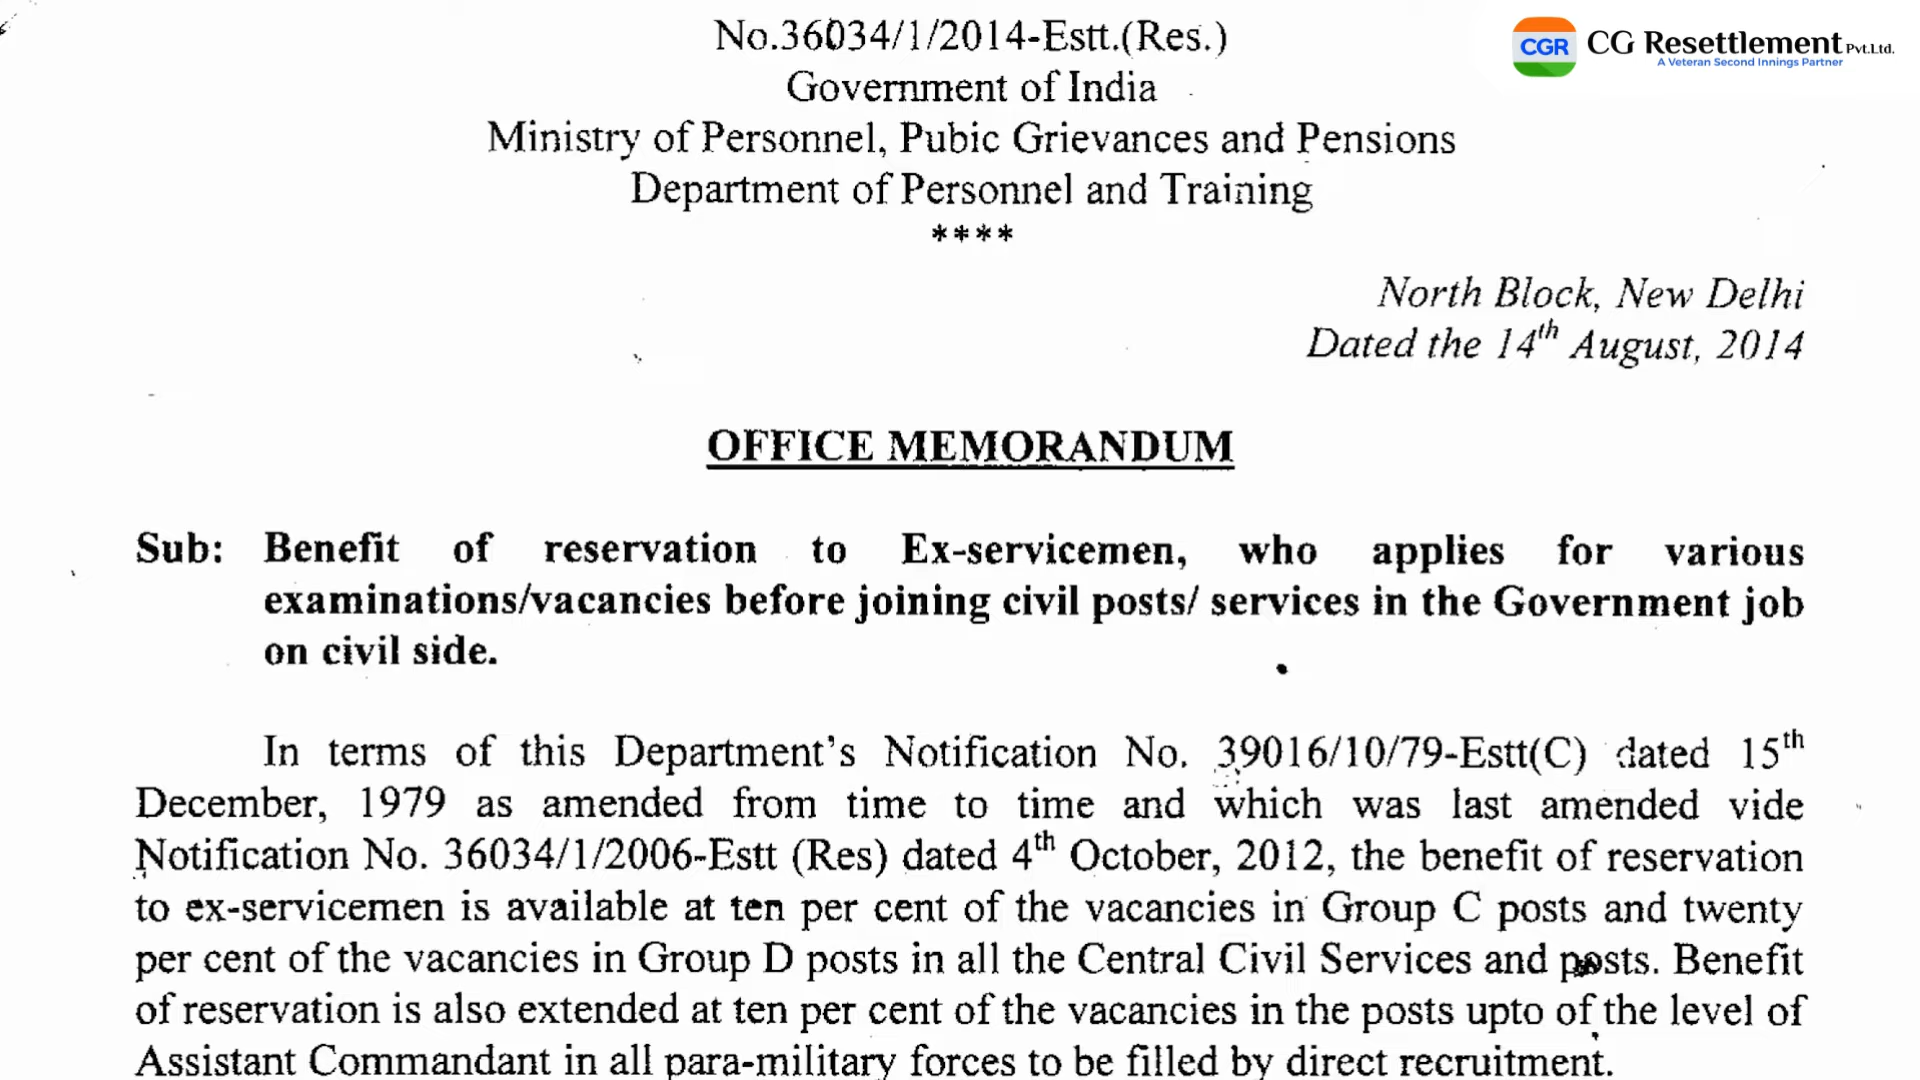 No.36034/1/2014-Estt.(Res.)
CGR CG Resettlement Pvt.Ltd.
A Veteran Second Innings Partner
Government of India
Ministry of Personnel, Pubic Grievances and Pensions
Department of Personnel and Training
****
North Block, New Delhi
Dated the 14th August, 2014
OFFICE MEMORANDUM
Sub: Benefit of reservation to Ex-servicemen, who applies for various
examinations/vacancies before joining civil posts/ services in the Government job
on civil side.
In terms of this Department's Notification No. 39016/10/79-Estt(C) dated 15th
December, 1979 as amended from time to time and which was last amended vide
Notification No. 36034/1/2006-Estt (Res) dated 4th October, 2012, the benefit of reservation
to ex-servicemen is available at ten per cent of the vacancies in Group C posts and twenty
per cent of the vacancies in Group D posts in all the Central Civil Services and posts. Benefit
of reservation is also extended at ten per cent of the vacancies in the posts upto of the level of
Assistant Commandant in all para-military forces to be filled by direct recruitment.